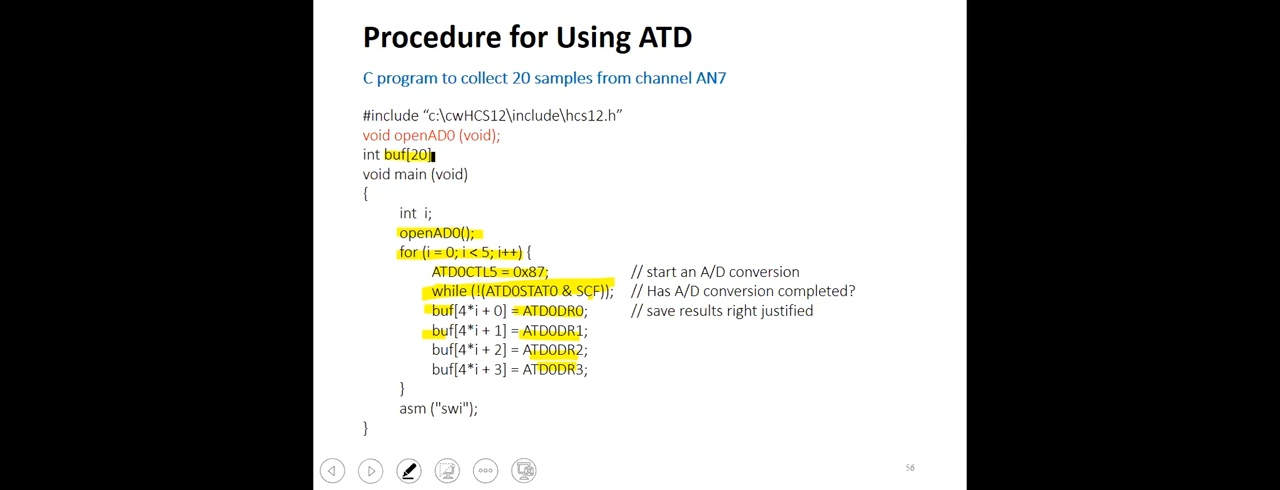 Procedure for Using ATD
C program to collect 20 samples from channel AN7
#include “c:\cwHCS12\include\hcs12.h”
void openAD0 (void);
int buf[20]
void main (void)
{
int i;
openAD0();
for (i = 0; i < 5; i++) {
ATD0CTL5 = 0x87; // start an A/D conversion
while (!(ATD0STAT0 & SCF)); // Has A/D conversion completed?
buf[4*i + 0] = ATD0DR0; // save results right justified
buf[4*i + 1] = ATD0DR1;
buf[4*i + 2] = ATD0DR2;
buf[4*i + 3] = ATD0DR3;
}
asm ("swi");
}
56